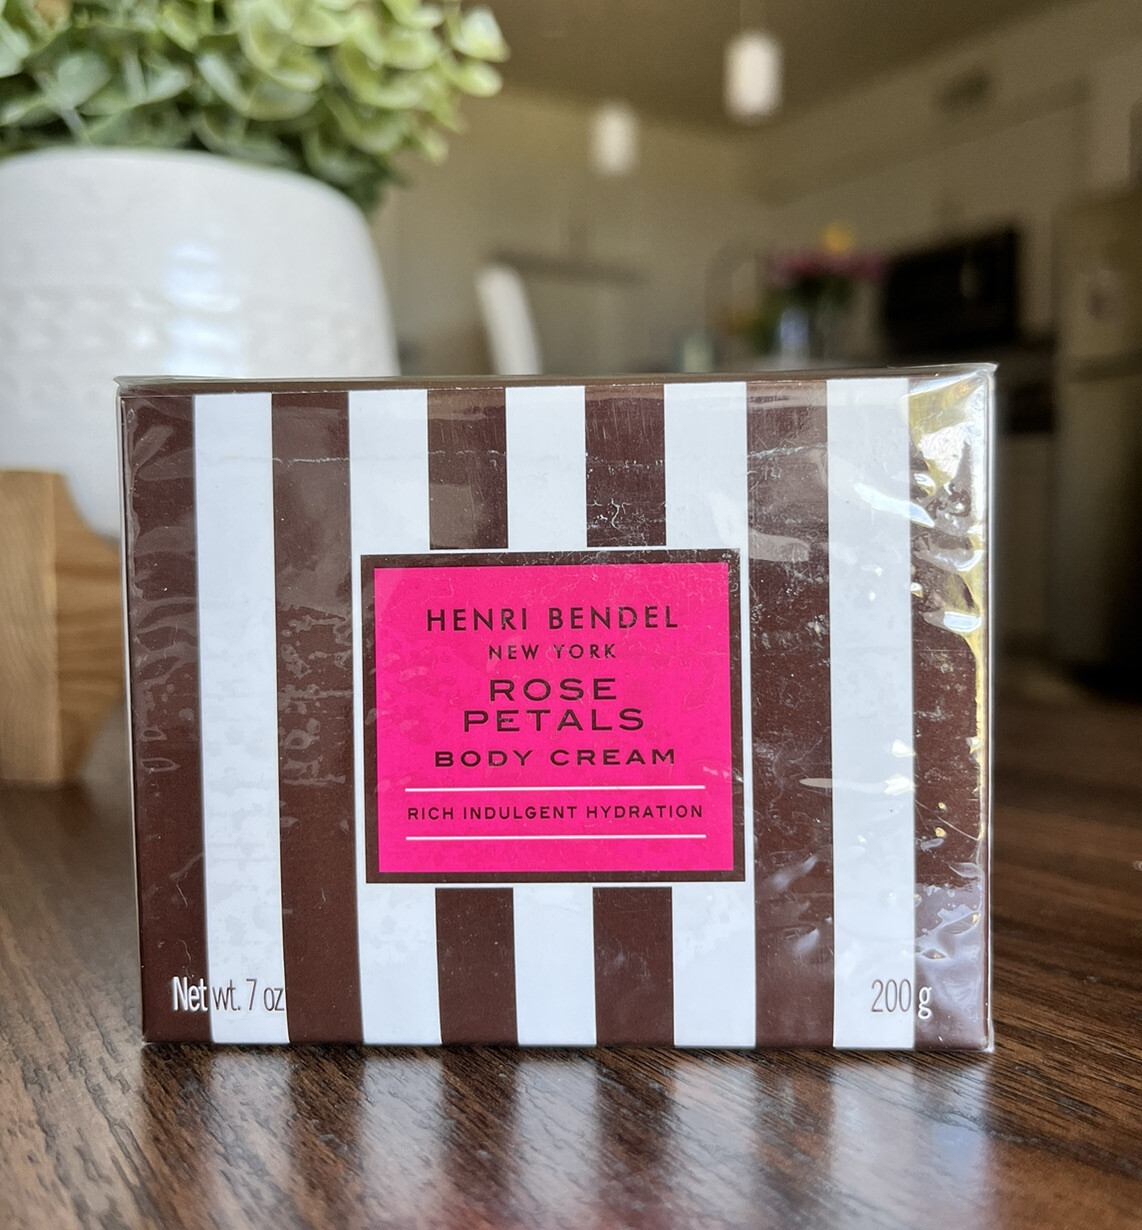 HENRI BENDEL
NEW YORK
ROSE
PETALS
BODY CREAM
RICH INDULGENT HYDRATION
Net wt. 7 oz
200 g